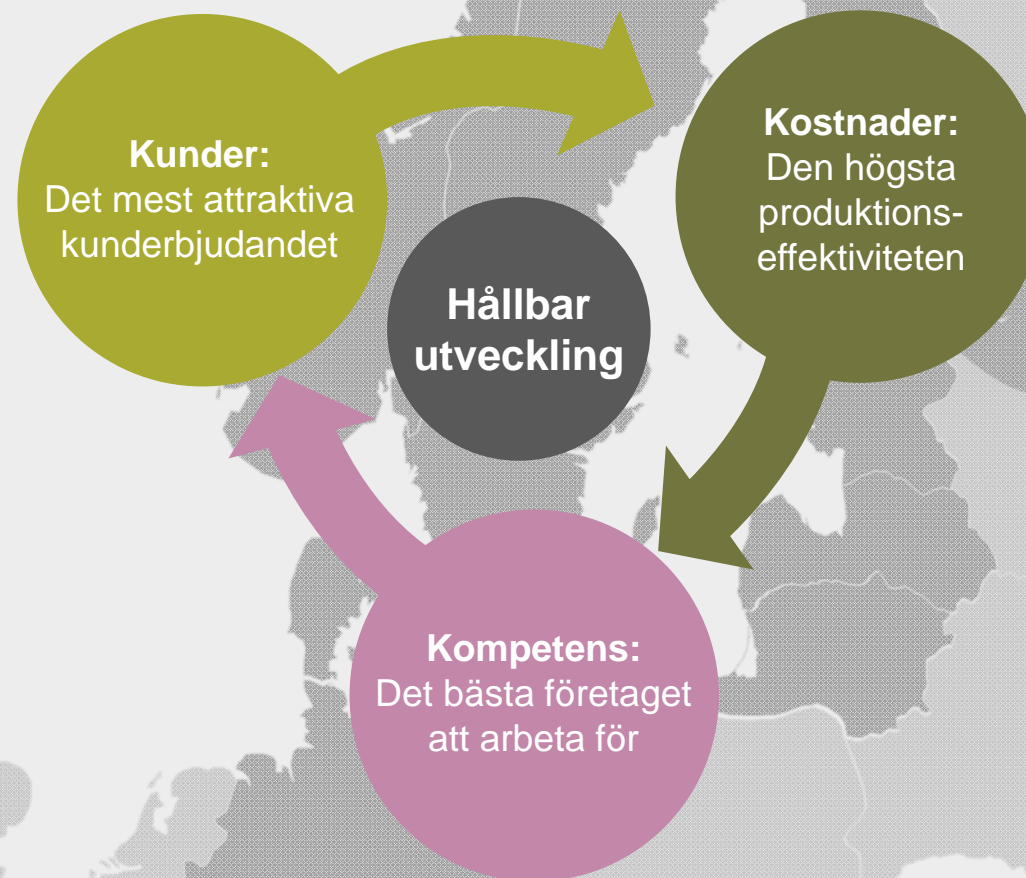 Kunder:
Det mest attraktiva
kunderbjudandet
Kostnader:
Den högsta
produktions-
effektiviteten
Hållbar
utveckling
Kompetens:
Det bästa företaget
att arbeta för